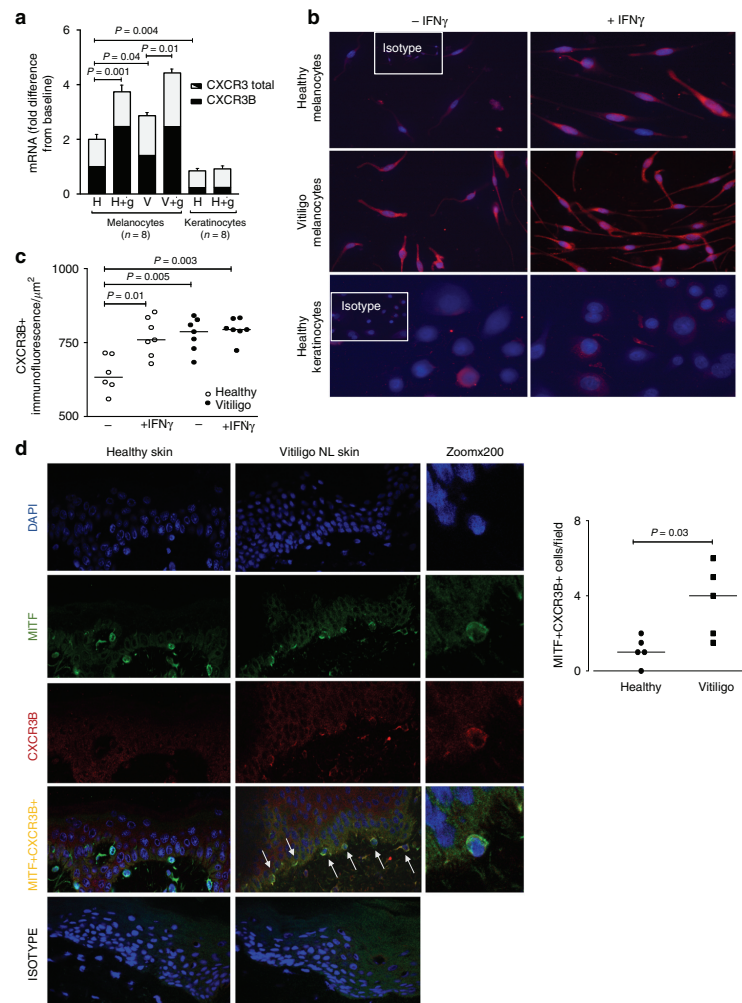 a
P = 0.004
P = 0.04
P = 0.01
P = 0.001
CXCR3 total
CXCR3B
mRNA (fold difference
from baseline)
6
4
2
0
H
H+g
V
V+g
H
H+g
Melanocytes
(n = 8)
Keratinocytes
(n = 8)
b
– IFNγ
+ IFNγ
Isotype
Healthy
melanocytes
Vitiligo
melanocytes
Isotype
Healthy
keratinocytes
c
P = 0.003
P = 0.005
P = 0.01
CXCR3B+
immunofluorescence/μm²
1000
750
500
Healthy
Vitiligo
–
+IFNγ
–
+IFNγ
d
Healthy skin
Vitiligo NL skin
Zoomx200
DAPI
MITF
CXCR3B
MITF+CXCR3B+
ISOTYPE
MITF+CXCR3B+ cells/field
8
4
0
P = 0.03
Healthy
Vitiligo